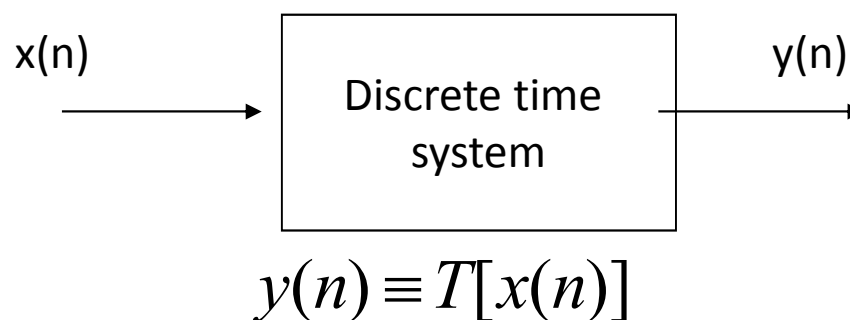 x(n)
y(n)
Discrete time
system
y(n) ≡ T[x(n)]